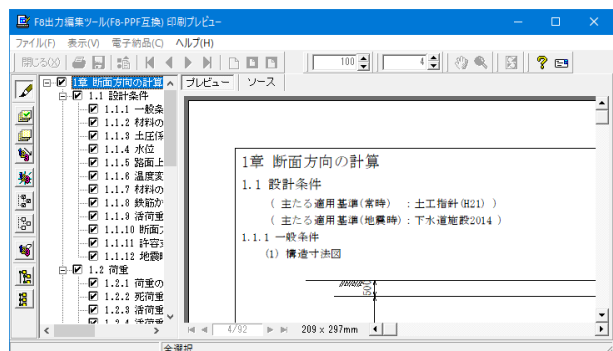 F8出力編集ツール(F8-PPF互換) 印刷プレビュー
ファイル(F) 表示(V) 電子納品(C) ヘルプ(H)
閉じる(X) 100 4
1章 断面方向の計算
1.1 設計条件
1.1.1 一般条
1.1.2 材料の
1.1.3 土圧係
1.1.4 水位
1.1.5 路面上
1.1.6 温度変
1.1.7 材料の
1.1.8 鉄筋か
1.1.9 活荷重
1.1.10 断面
1.1.11 許容
1.1.12 地震
1.2 荷重
1.2.1 荷重の
1.2.2 死荷重
1.2.3 活荷重
1.2.4 活荷重
プレビュー ソース
1章 断面方向の計算
1.1 設計条件
( 主たる適用基準(常時) :土工指針(H21) )
( 主たる適用基準(地震時):下水道施設2014 )
1.1.1 一般条件
(1) 構造寸法図
500
4/92 209 x 297mm
全選択